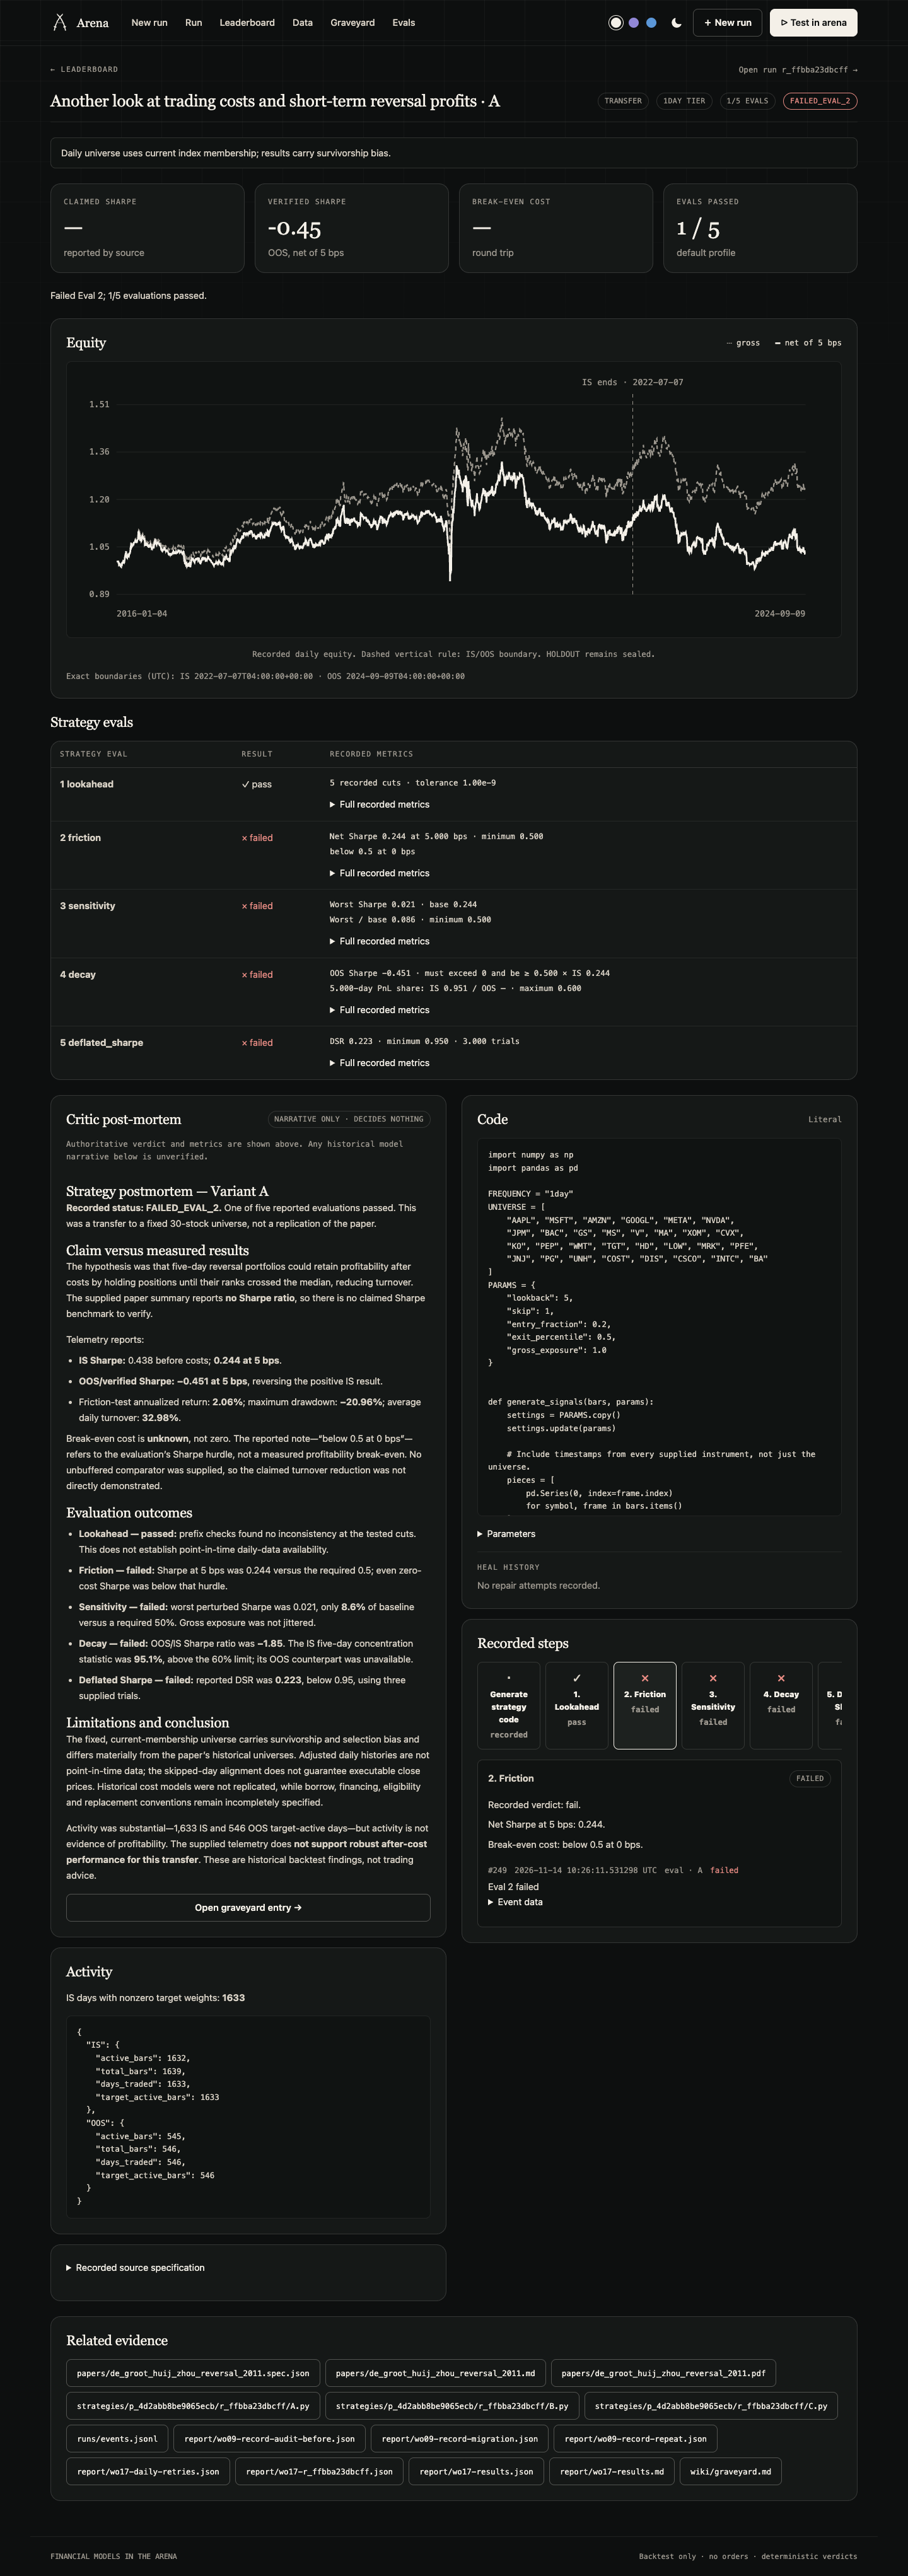 Arena
New run
Run
Leaderboard
Data
Graveyard
Evals
+ New run
Test in arena
← LEADERBOARD
Open run r_ffbba23dbcff →
Another look at trading costs and short-term reversal profits · A
TRANSFER
1DAY TIER
1/5 EVALS
FAILED_EVAL_2
Daily universe uses current index membership; results carry survivorship bias.
CLAIMED SHARPE
—
reported by source
VERIFIED SHARPE
-0.45
OOS, net of 5 bps
BREAK-EVEN COST
—
round trip
EVALS PASSED
1 / 5
default profile
Failed Eval 2; 1/5 evaluations passed.
Equity
┄ gross
━ net of 5 bps
IS ends · 2022-07-07
1.51
1.36
1.20
1.05
0.89
2016-01-04
2024-09-09
Recorded daily equity. Dashed vertical rule: IS/OOS boundary. HOLDOUT remains sealed.
Exact boundaries (UTC): IS 2022-07-07T04:00:00+00:00 · OOS 2024-09-09T04:00:00+00:00
Strategy evals
STRATEGY EVAL
RESULT
RECORDED METRICS
1 lookahead
✓ pass
5 recorded cuts · tolerance 1.00e-9
▶ Full recorded metrics
2 friction
× failed
Net Sharpe 0.244 at 5.000 bps · minimum 0.500
below 0.5 at 0 bps
▶ Full recorded metrics
3 sensitivity
× failed
Worst Sharpe 0.021 · base 0.244
Worst / base 0.086 · minimum 0.500
▶ Full recorded metrics
4 decay
× failed
OOS Sharpe −0.451 · must exceed 0 and be ≥ 0.500 × IS 0.244
5.000-day PnL share: IS 0.951 / OOS — · maximum 0.600
▶ Full recorded metrics
5 deflated_sharpe
× failed
DSR 0.223 · minimum 0.950 · 3.000 trials
▶ Full recorded metrics
Critic post-mortem
NARRATIVE ONLY · DECIDES NOTHING
Authoritative verdict and metrics are shown above. Any historical model
narrative below is unverified.
Strategy postmortem — Variant A
Recorded status: FAILED_EVAL_2. One of five reported evaluations passed. This
was a transfer to a fixed 30-stock universe, not a replication of the paper.
Claim versus measured results
The hypothesis was that five-day reversal portfolios could retain profitability after
costs by holding positions until their ranks crossed the median, reducing turnover.
The supplied paper summary reports no Sharpe ratio, so there is no claimed Sharpe
benchmark to verify.
Telemetry reports:
• IS Sharpe: 0.438 before costs; 0.244 at 5 bps.
• OOS/verified Sharpe: −0.451 at 5 bps, reversing the positive IS result.
• Friction-test annualized return: 2.06%; maximum drawdown: −20.96%; average
daily turnover: 32.98%.
Break-even cost is unknown, not zero. The reported note—“below 0.5 at 0 bps”—
refers to the evaluation’s Sharpe hurdle, not a measured profitability break-even. No
unbuffered comparator was supplied, so the claimed turnover reduction was not
directly demonstrated.
Evaluation outcomes
• Lookahead — passed: prefix checks found no inconsistency at the tested cuts.
This does not establish point-in-time daily-data availability.
• Friction — failed: Sharpe at 5 bps was 0.244 versus the required 0.5; even zero-
cost Sharpe was below that hurdle.
• Sensitivity — failed: worst perturbed Sharpe was 0.021, only 8.6% of baseline
versus a required 50%. Gross exposure was not jittered.
• Decay — failed: OOS/IS Sharpe ratio was −1.85. The IS five-day concentration
statistic was 95.1%, above the 60% limit; its OOS counterpart was unavailable.
• Deflated Sharpe — failed: reported DSR was 0.223, below 0.95, using three
supplied trials.
Limitations and conclusion
The fixed, current-membership universe carries survivorship and selection bias and
differs materially from the paper’s historical universes. Adjusted daily histories are not
point-in-time data; the skipped-day alignment does not guarantee executable close
prices. Historical cost models were not replicated, while borrow, financing, eligibility
and replacement conventions remain incompletely specified.
Activity was substantial—1,633 IS and 546 OOS target-active days—but activity is not
evidence of profitability. The supplied telemetry does not support robust after-cost
performance for this transfer. These are historical backtest findings, not trading
advice.
Open graveyard entry →
Code
Literal
import numpy as np
import pandas as pd
FREQUENCY = "1day"
UNIVERSE = [
"AAPL", "MSFT", "AMZN", "GOOGL", "META", "NVDA",
"JPM", "BAC", "GS", "MS", "V", "MA", "XOM", "CVX",
"KO", "PEP", "WMT", "TGT", "HD", "LOW", "MRK", "PFE",
"JNJ", "PG", "UNH", "COST", "DIS", "CSCO", "INTC", "BA"
]
PARAMS = {
"lookback": 5,
"skip": 1,
"entry_fraction": 0.2,
"exit_percentile": 0.5,
"gross_exposure": 1.0
}
def generate_signals(bars, params):
settings = PARAMS.copy()
settings.update(params)
# Include timestamps from every supplied instrument, not just the
universe.
pieces = [
pd.Series(0, index=frame.index)
for symbol, frame in bars.items()
▶ Parameters
HEAL HISTORY
No repair attempts recorded.
Recorded steps
·
Generate
strategy
code
recorded
✓
1.
Lookahead
pass
×
2. Friction
failed
×
3.
Sensitivity
failed
×
4. Decay
failed
2. Friction
FAILED
Recorded verdict: fail.
Net Sharpe at 5 bps: 0.244.
Break-even cost: below 0.5 at 0 bps.
#249 2026-11-14 10:26:11.531298 UTC eval · A failed
Eval 2 failed
▶ Event data
Activity
IS days with nonzero target weights: 1633
{
"IS": {
"active_bars": 1632,
"total_bars": 1639,
"days_traded": 1633,
"target_active_bars": 1633
},
"OOS": {
"active_bars": 545,
"total_bars": 546,
"days_traded": 546,
"target_active_bars": 546
}
}
▶ Recorded source specification
Related evidence
papers/de_groot_huij_zhou_reversal_2011.spec.json
papers/de_groot_huij_zhou_reversal_2011.md
papers/de_groot_huij_zhou_reversal_2011.pdf
strategies/p_4d2abb8be9065ecb/r_ffbba23dbcff/A.py
strategies/p_4d2abb8be9065ecb/r_ffbba23dbcff/B.py
strategies/p_4d2abb8be9065ecb/r_ffbba23dbcff/C.py
runs/events.jsonl
report/wo09-record-audit-before.json
report/wo09-record-migration.json
report/wo09-record-repeat.json
report/wo17-daily-retries.json
report/wo17-r_ffbba23dbcff.json
report/wo17-results.json
report/wo17-results.md
wiki/graveyard.md
FINANCIAL MODELS IN THE ARENA
Backtest only · no orders · deterministic verdicts